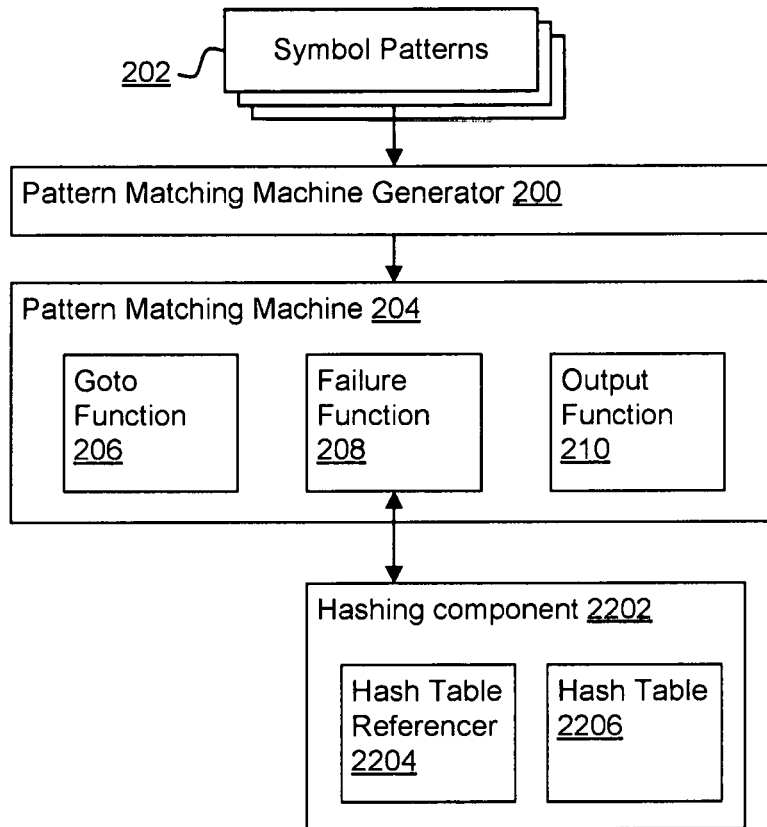 Symbol Patterns
202
Pattern Matching Machine Generator 200
Pattern Matching Machine 204
Goto
Function
206
Failure
Function
208
Output
Function
210
Hashing component 2202
Hash Table
Referencer
2204
Hash Table
2206